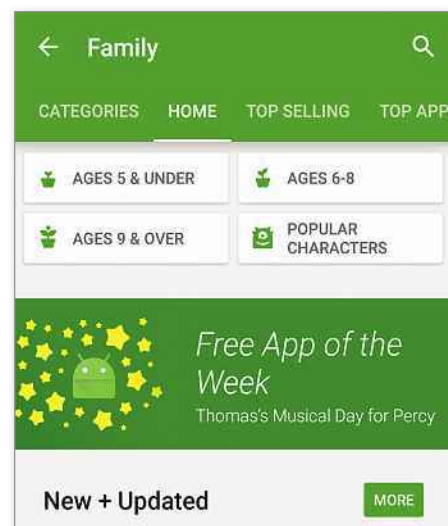 Family
CATEGORIES HOME TOP SELLING TOP APP
AGES 5 & UNDER
AGES 6-8
AGES 9 & OVER
POPULAR
CHARACTERS
Free App of the
Week
Thomas's Musical Day for Percy
New + Updated
MORE